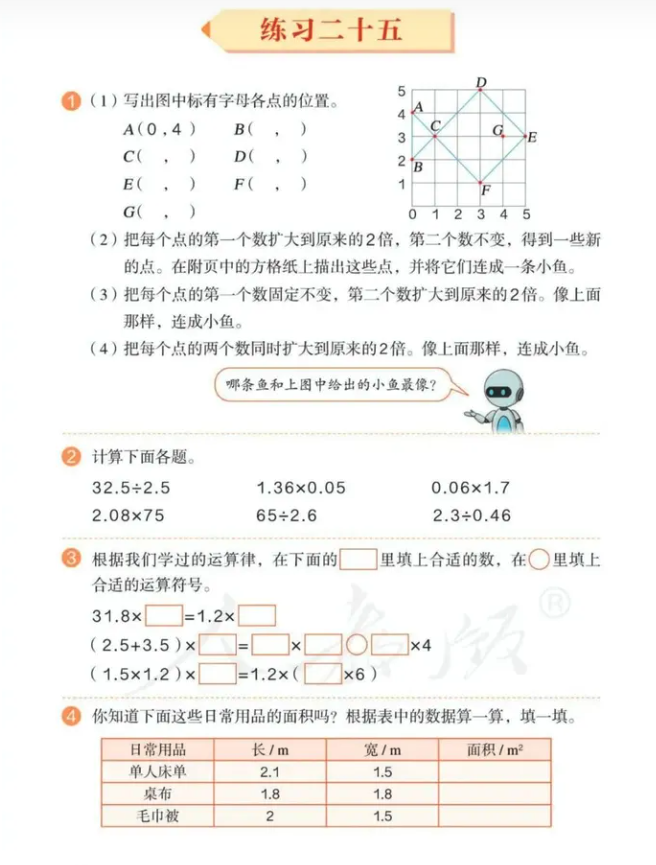 练习二十五
1 (1) 写出图中标有字母各点的位置。
A(0,4) B( , )
C( , ) D( , )
E( , ) F( , )
G( , )
5
4
3
2
1
0 1 2 3 4 5
A
B
C
D
E
F
G
(2) 把每个点的第一个数扩大到原来的2倍,第二个数不变,得到一些新
的点。在附页中的方格纸上描出这些点,并将它们连成一条小鱼。
(3) 把每个点的第一个数固定不变,第二个数扩大到原来的2倍。像上面
那样,连成小鱼。
(4) 把每个点的两个数同时扩大到原来的2倍。像上面那样,连成小鱼。
哪条鱼和上图中给出的小鱼最像?
2 计算下面各题。
32.5÷2.5 1.36×0.05 0.06×1.7
2.08×75 65÷2.6 2.3÷0.46
3 根据我们学过的运算律,在下面的□里填上合适的数,在○里填上
合适的运算符号。
31.8×□=1.2×□
(2.5+3.5)×□=□×□○□×4
(1.5×1.2)×□=1.2×(□×6)
人教版®
4 你知道下面这些日常用品的面积吗?根据表中的数据算一算,填一填。
日常用品 长/m 宽/m 面积/m²
单人床单 2.1 1.5
桌布 1.8 1.8
毛巾被 2 1.5